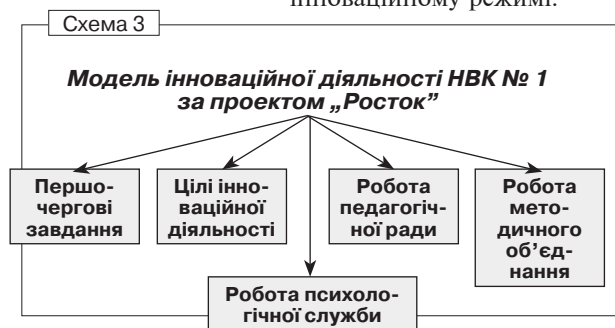 інноваційному режимі.
Схема 3
Модель інноваційної діяльності НВК № 1
за проектом „Росток”
Першо-
чергові
завдання
Цілі інно-
ваційної
діяльності
Робота
педагогіч-
ної ради
Робота
мето-
дичного
об’єд-
нання
Робота психоло-
гічної служби